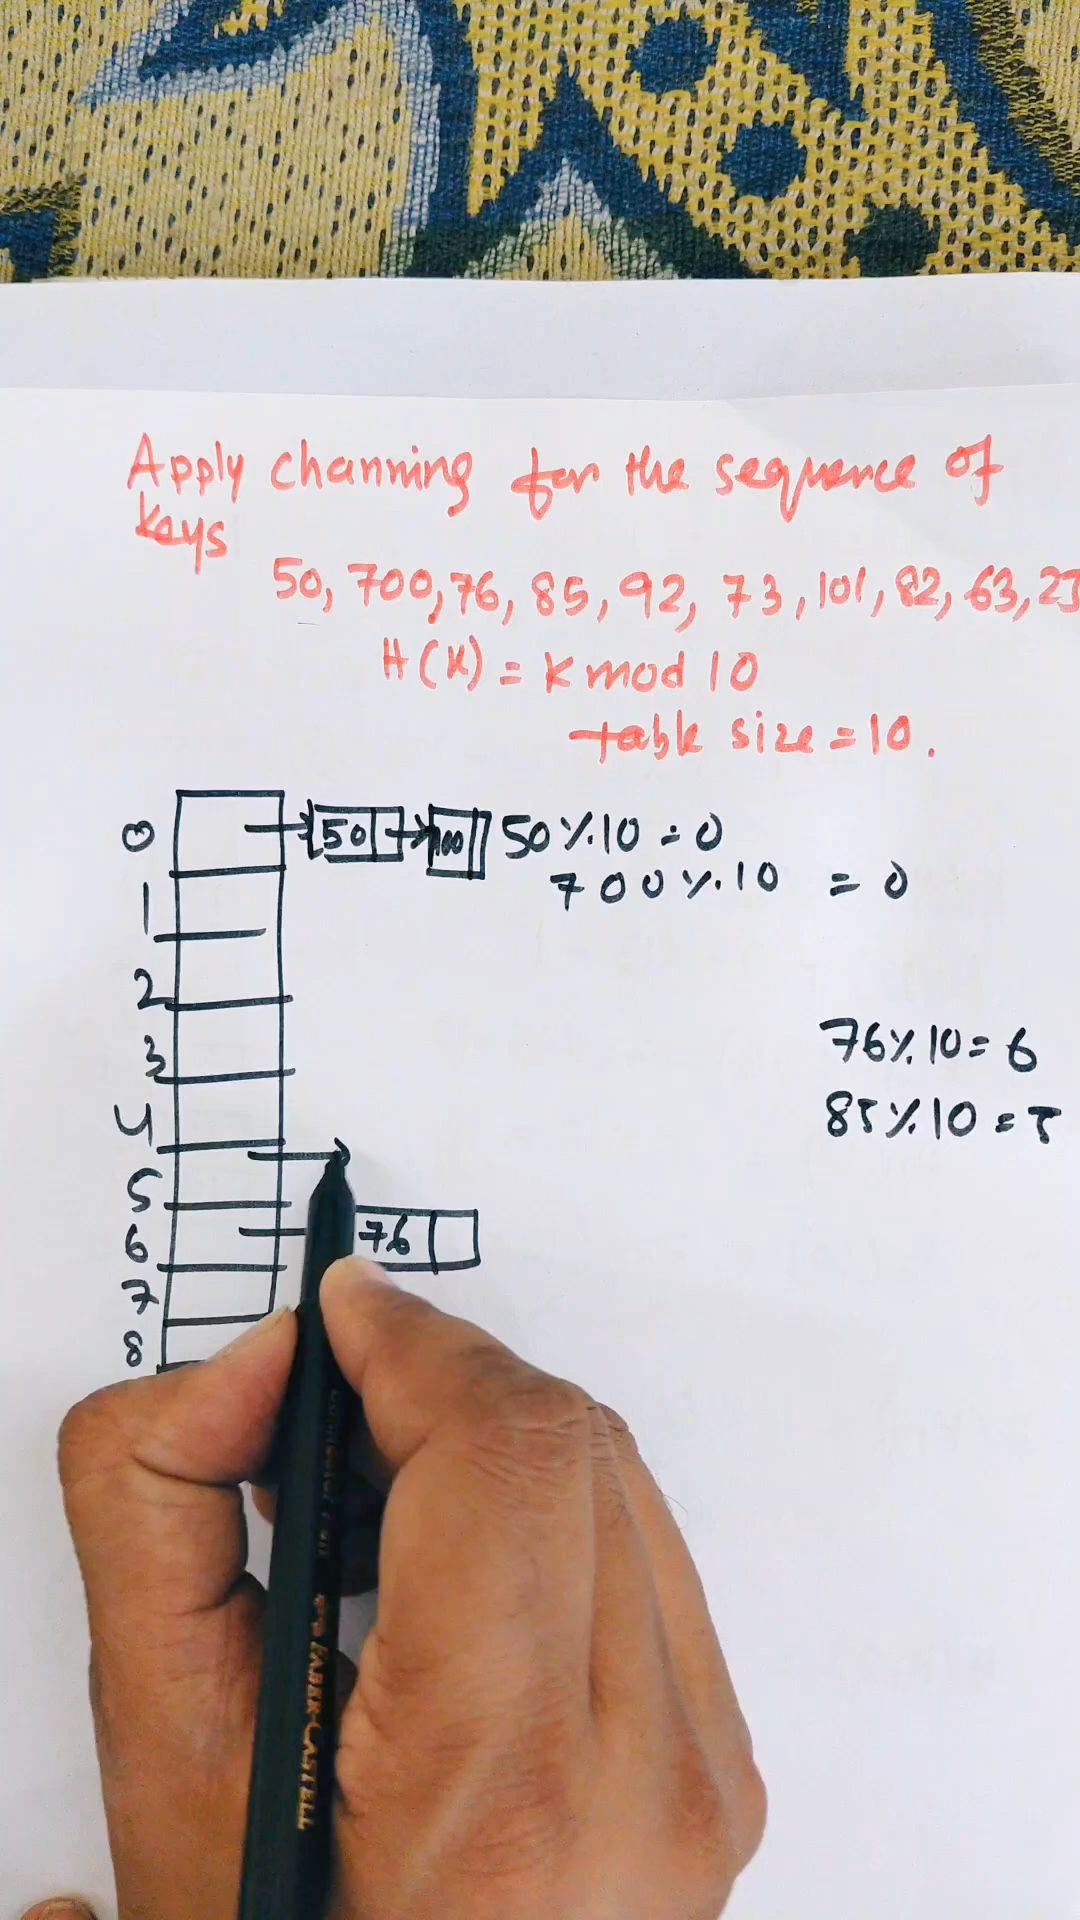 Apply channing for the sequence of
keys
50, 700, 76, 85, 92, 73, 101, 82, 63, 23
H(K) = K mod 10
table size = 10.
0 50 700 50 % 10 = 0
700 % 10 = 0
1
2
3
76 % 10 = 6
4
85 % 10 = 5
5
6 76
7
8
FABER-CASTELL